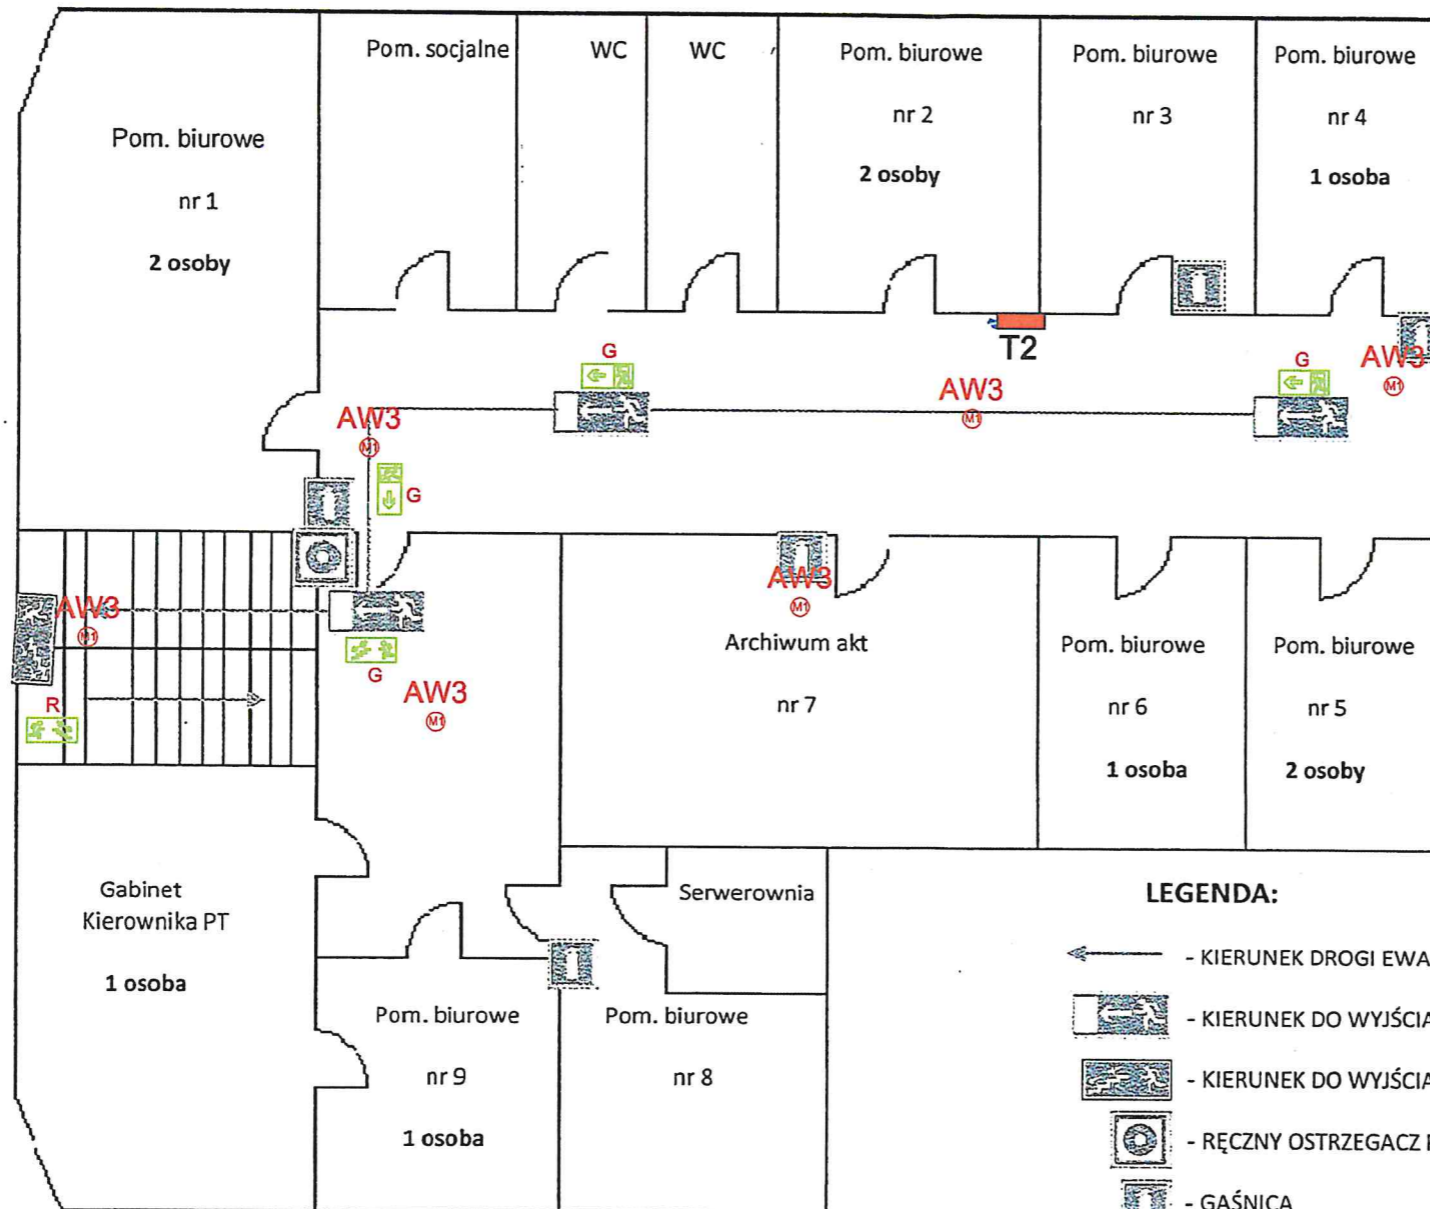 Pom. socjalne
WC
WC
Pom. biurowe
nr 2
2 osoby
Pom. biurowe
nr 3
Pom. biurowe
nr 4
1 osoba
Pom. biurowe
nr 1
2 osoby
T2
G
G
AW3
M1
AW3
M1
AW3
M1
G
AW3
M1
AW3
M1
G
R
AW3
M1
Archiwum akt
nr 7
Pom. biurowe
nr 6
1 osoba
Pom. biurowe
nr 5
2 osoby
Gabinet
Kierownika PT
1 osoba
Serwerownia
Pom. biurowe
nr 9
1 osoba
Pom. biurowe
nr 8
LEGENDA:
- KIERUNEK DROGI EWA
- KIERUNEK DO WYJŚCIA
- KIERUNEK DO WYJŚCIA
- RĘCZNY OSTRZEGACZ
- GAŚNICA